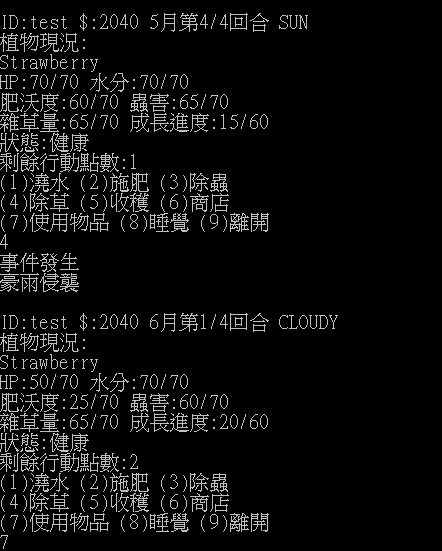 ID:test $:2040 5月第4/4回合 SUN
植物現況:
Strawberry
HP:70/70 水分:70/70
肥沃度:60/70 蟲害:65/70
雜草量:65/70 成長進度:15/60
狀態:健康
剩餘行動點數:1
(1)澆水 (2)施肥 (3)除蟲
(4)除草 (5)收穫 (6)商店
(7)使用物品 (8)睡覺 (9)離開
4
事件發生
豪雨侵襲
ID:test $:2040 6月第1/4回合 CLOUDY
植物現況:
Strawberry
HP:50/70 水分:70/70
肥沃度:25/70 蟲害:60/70
雜草量:65/70 成長進度:20/60
狀態:健康
剩餘行動點數:2
(1)澆水 (2)施肥 (3)除蟲
(4)除草 (5)收穫 (6)商店
(7)使用物品 (8)睡覺 (9)離開
7